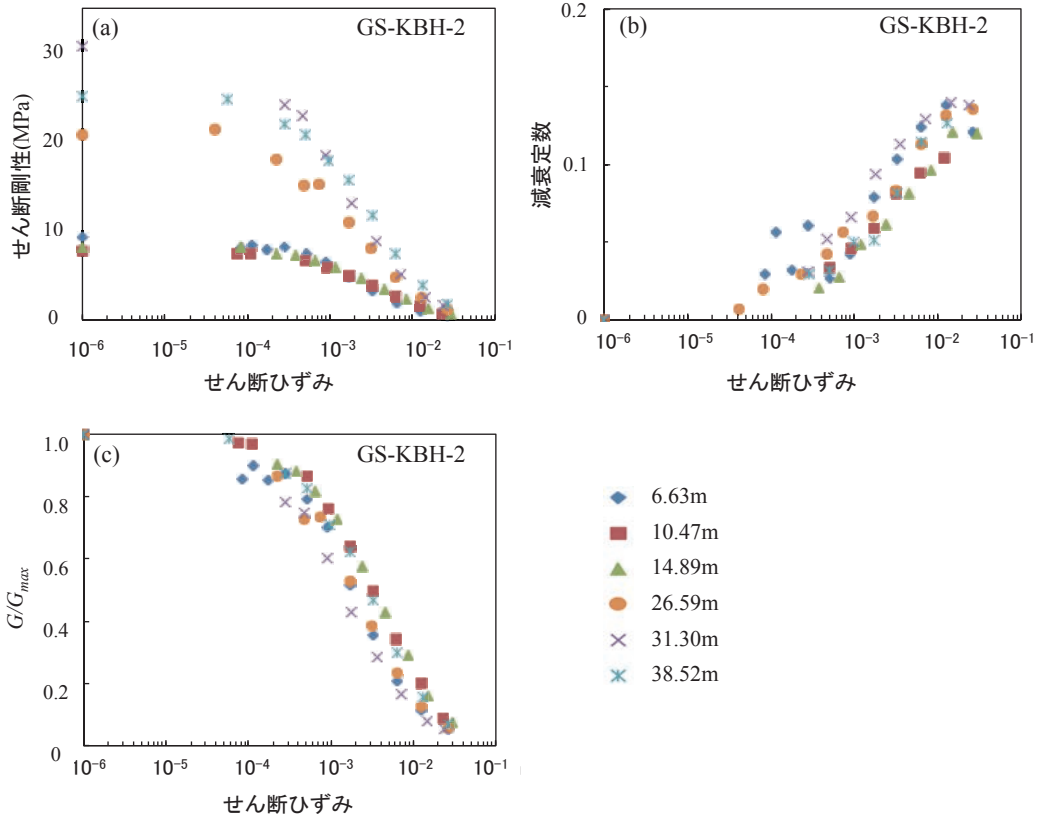 (a)
GS-KBH-2
30
25
20
10
0
せん断剛性(MPa)
10⁻⁶
10⁻⁵
10⁻⁴
10⁻³
10⁻²
10⁻¹
せん断ひずみ
(b)
GS-KBH-2
0.2
0.1
0
減衰定数
10⁻⁶
10⁻⁵
10⁻⁴
10⁻³
10⁻²
10⁻¹
せん断ひずみ
(c)
GS-KBH-2
1.0
0.8
0.6
0.4
0.2
0
G/Gmax
10⁻⁶
10⁻⁵
10⁻⁴
10⁻³
10⁻²
10⁻¹
せん断ひずみ
6.63m
10.47m
14.89m
26.59m
31.30m
38.52m